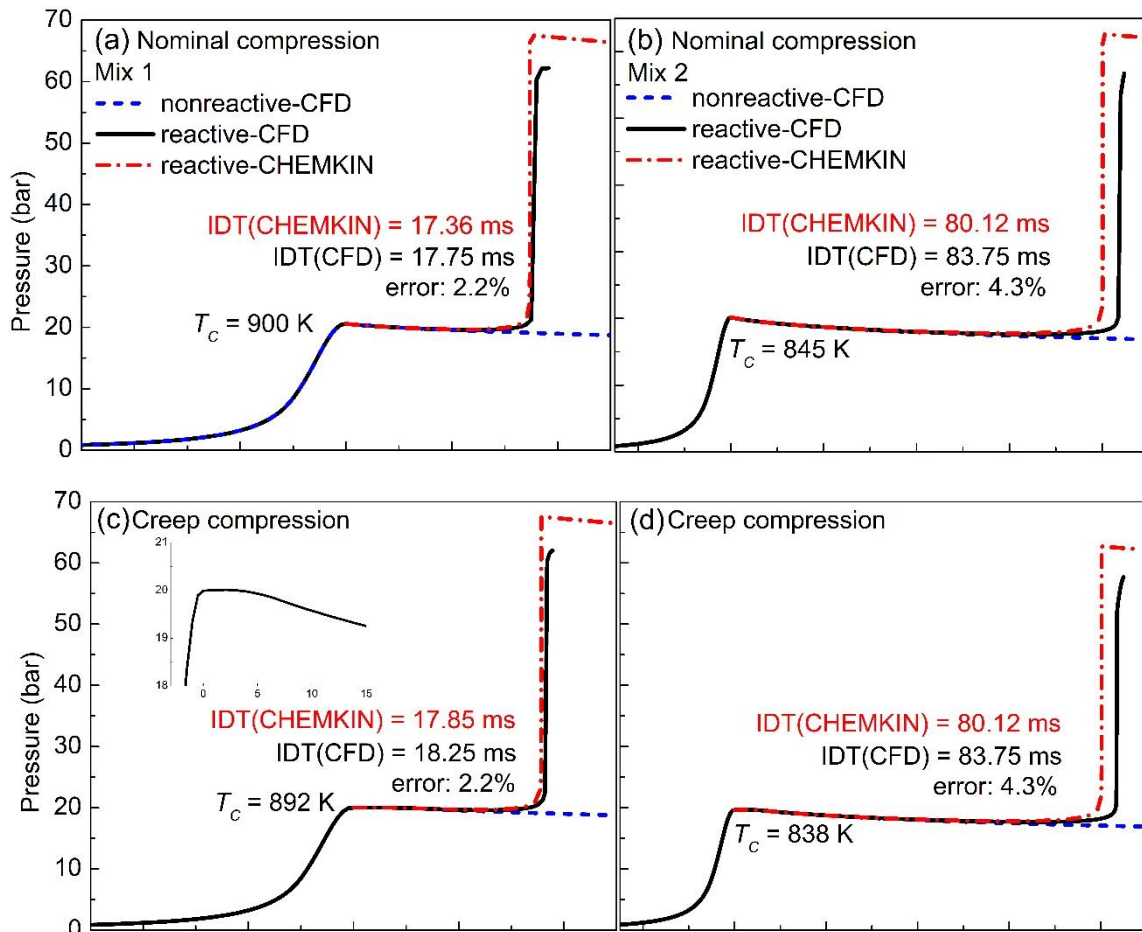 (a) Nominal compression
Mix 1
nonreactive-CFD
reactive-CFD
reactive-CHEMKIN
IDT(CHEMKIN) = 17.36 ms
IDT(CFD) = 17.75 ms
error: 2.2%
T_C = 900 K
Pressure (bar)
70
60
50
40
30
20
10
0
(b) Nominal compression
Mix 2
nonreactive-CFD
reactive-CFD
reactive-CHEMKIN
IDT(CHEMKIN) = 80.12 ms
IDT(CFD) = 83.75 ms
error: 4.3%
T_C = 845 K
(c) Creep compression
21
20
19
18
0 5 10 15
IDT(CHEMKIN) = 17.85 ms
IDT(CFD) = 18.25 ms
error: 2.2%
T_C = 892 K
Pressure (bar)
70
60
50
40
30
20
10
0
(d) Creep compression
IDT(CHEMKIN) = 80.12 ms
IDT(CFD) = 83.75 ms
error: 4.3%
T_C = 838 K